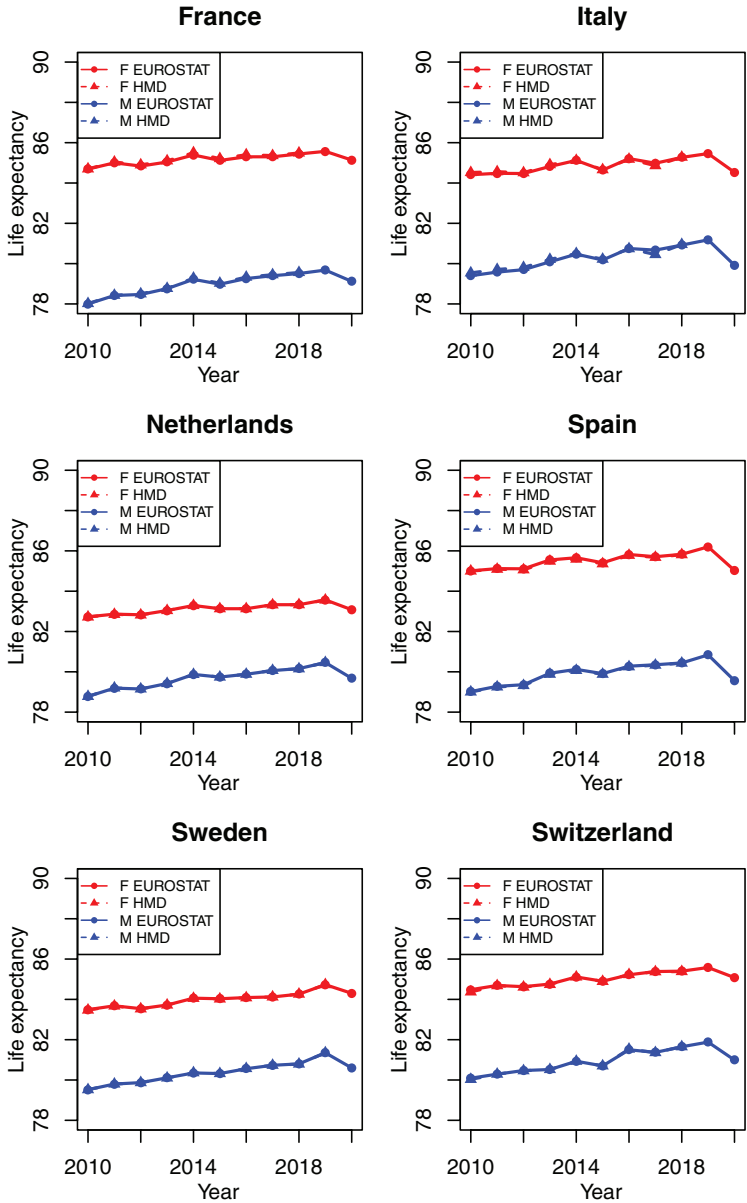 France
F EUROSTAT
F HMD
M EUROSTAT
M HMD
Life expectancy
90
86
82
78
2010 2014 2018
Year
Italy
F EUROSTAT
F HMD
M EUROSTAT
M HMD
Life expectancy
90
86
82
78
2010 2014 2018
Year
Netherlands
F EUROSTAT
F HMD
M EUROSTAT
M HMD
Life expectancy
90
86
82
78
2010 2014 2018
Year
Spain
F EUROSTAT
F HMD
M EUROSTAT
M HMD
Life expectancy
90
86
82
78
2010 2014 2018
Year
Sweden
F EUROSTAT
F HMD
M EUROSTAT
M HMD
Life expectancy
90
86
82
78
2010 2014 2018
Year
Switzerland
F EUROSTAT
F HMD
M EUROSTAT
M HMD
Life expectancy
90
86
82
78
2010 2014 2018
Year